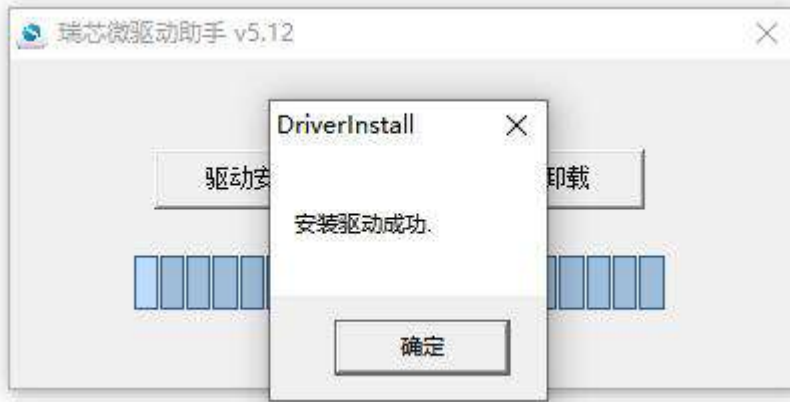 瑞芯微驱动助手 v5.12
DriverInstall
驱动安
卸载
安装驱动成功.
确定